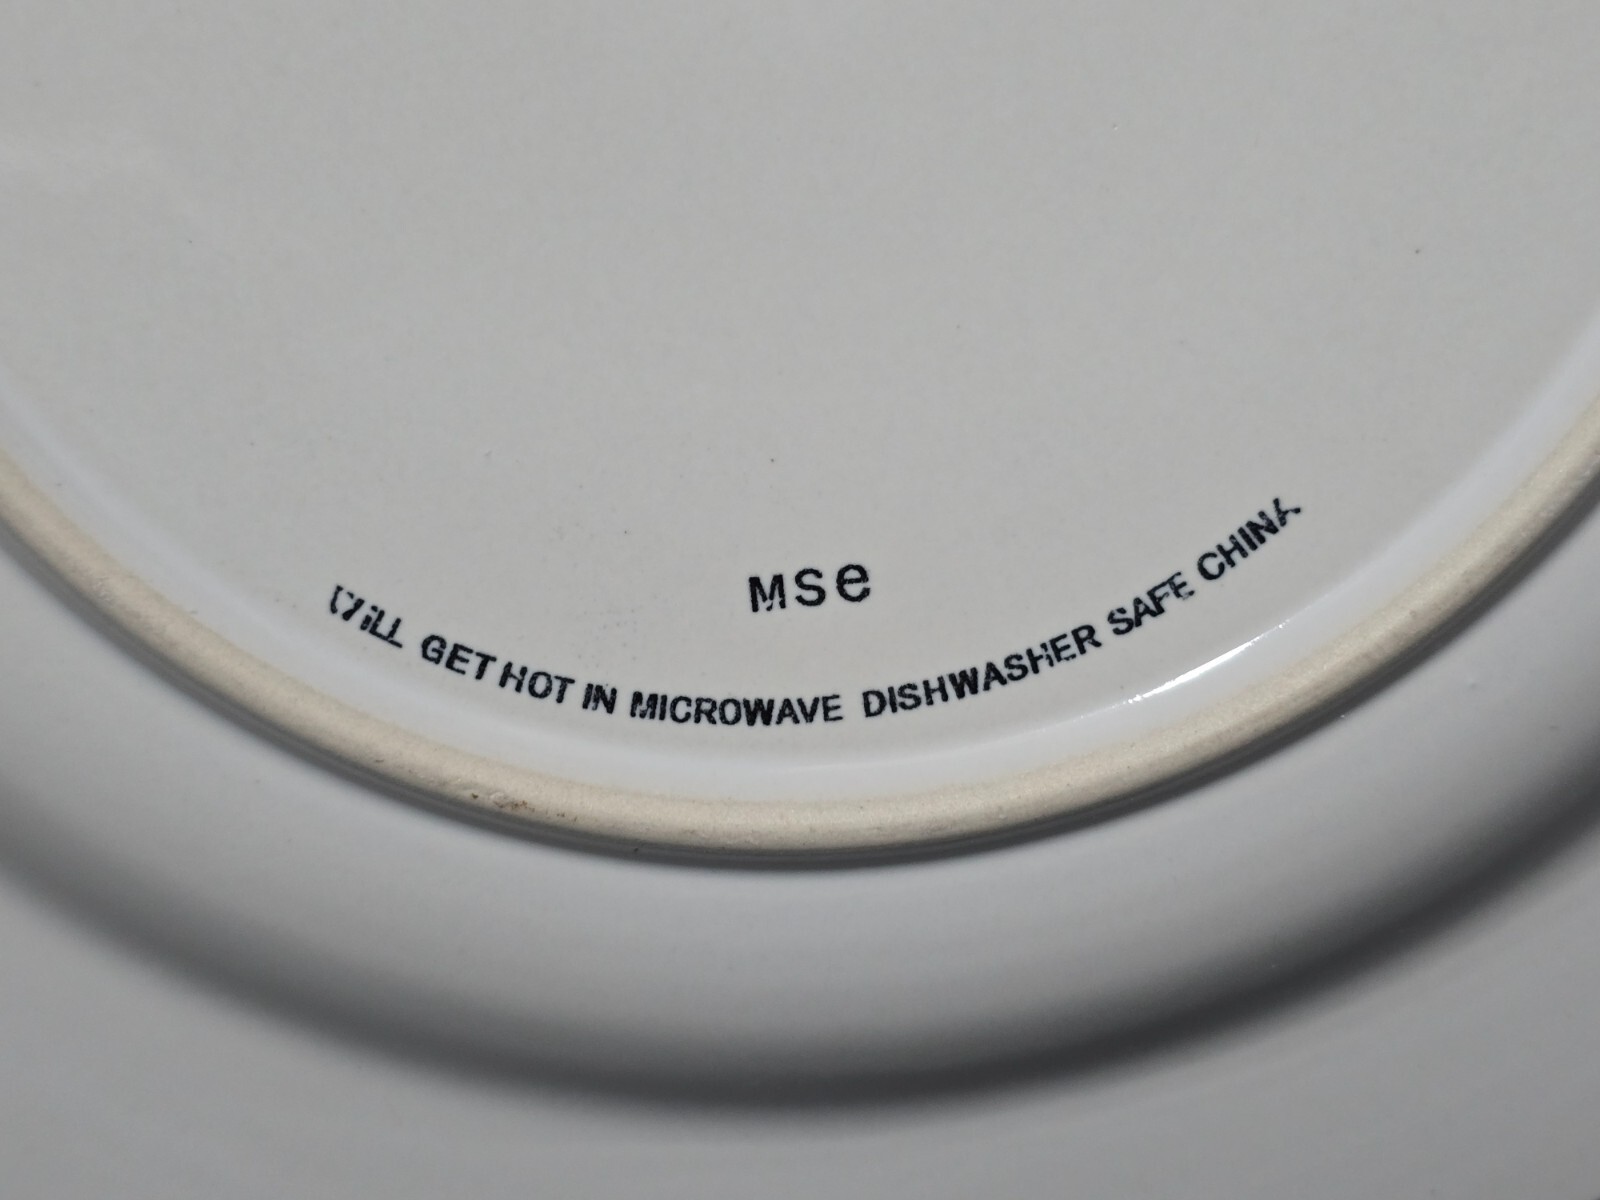 MSe
WILL GET HOT IN MICROWAVE DISHWASHER SAFE CHINA